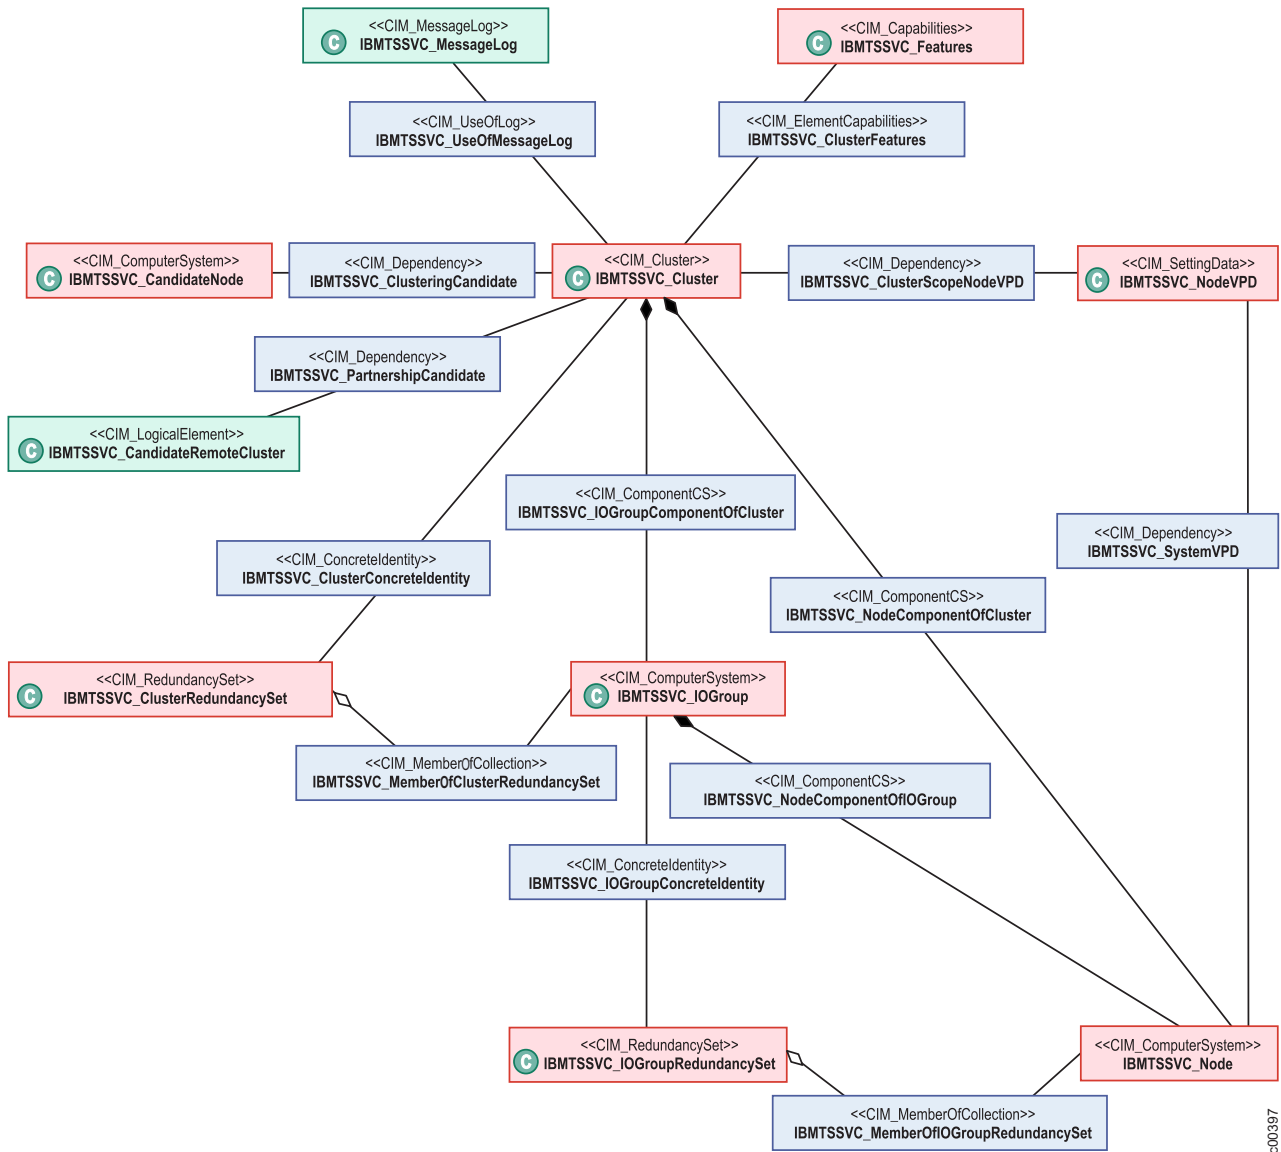 <<CIM_MessageLog>>
C IBMTSSVC_MessageLog
<<CIM_Capabilities>>
C IBMTSSVC_Features
<<CIM_UseOfLog>>
IBMTSSVC_UseOfMessageLog
<<CIM_ElementCapabilities>>
IBMTSSVC_ClusterFeatures
<<CIM_ComputerSystem>>
C IBMTSSVC_CandidateNode
<<CIM_Dependency>>
IBMTSSVC_ClusteringCandidate
<<CIM_Cluster>>
C IBMTSSVC_Cluster
<<CIM_Dependency>>
IBMTSSVC_ClusterScopeNodeVPD
<<CIM_SettingData>>
C IBMTSSVC_NodeVPD
<<CIM_Dependency>>
IBMTSSVC_PartnershipCandidate
<<CIM_LogicalElement>>
C IBMTSSVC_CandidateRemoteCluster
<<CIM_ComponentCS>>
IBMTSSVC_IOGroupComponentOfCluster
<<CIM_Dependency>>
IBMTSSVC_SystemVPD
<<CIM_ConcreteIdentity>>
IBMTSSVC_ClusterConcreteIdentity
<<CIM_ComponentCS>>
IBMTSSVC_NodeComponentOfCluster
<<CIM_RedundancySet>>
C IBMTSSVC_ClusterRedundancySet
<<CIM_ComputerSystem>>
C IBMTSSVC_IOGroup
<<CIM_MemberOfCollection>>
IBMTSSVC_MemberOfClusterRedundancySet
<<CIM_ComponentCS>>
IBMTSSVC_NodeComponentOfIOGroup
<<CIM_ConcreteIdentity>>
IBMTSSVC_IOGroupConcreteIdentity
<<CIM_RedundancySet>>
C IBMTSSVC_IOGroupRedundancySet
<<CIM_ComputerSystem>>
IBMTSSVC_Node
<<CIM_MemberOfCollection>>
IBMTSSVC_MemberOfIOGroupRedundancySet
c00397